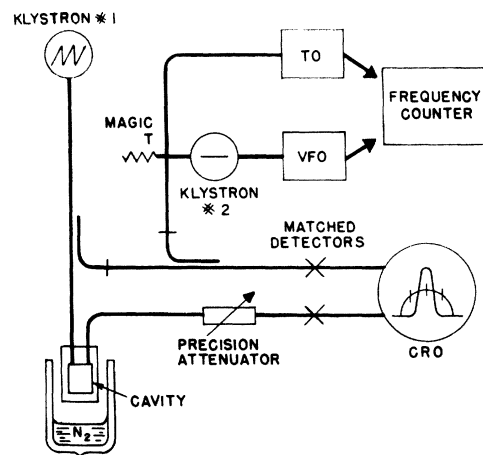 KLYSTRON #1
TO
FREQUENCY
COUNTER
MAGIC
T
VFO
KLYSTRON
#2
MATCHED
DETECTORS
PRECISION
ATTENUATOR
CRO
CAVITY
N2